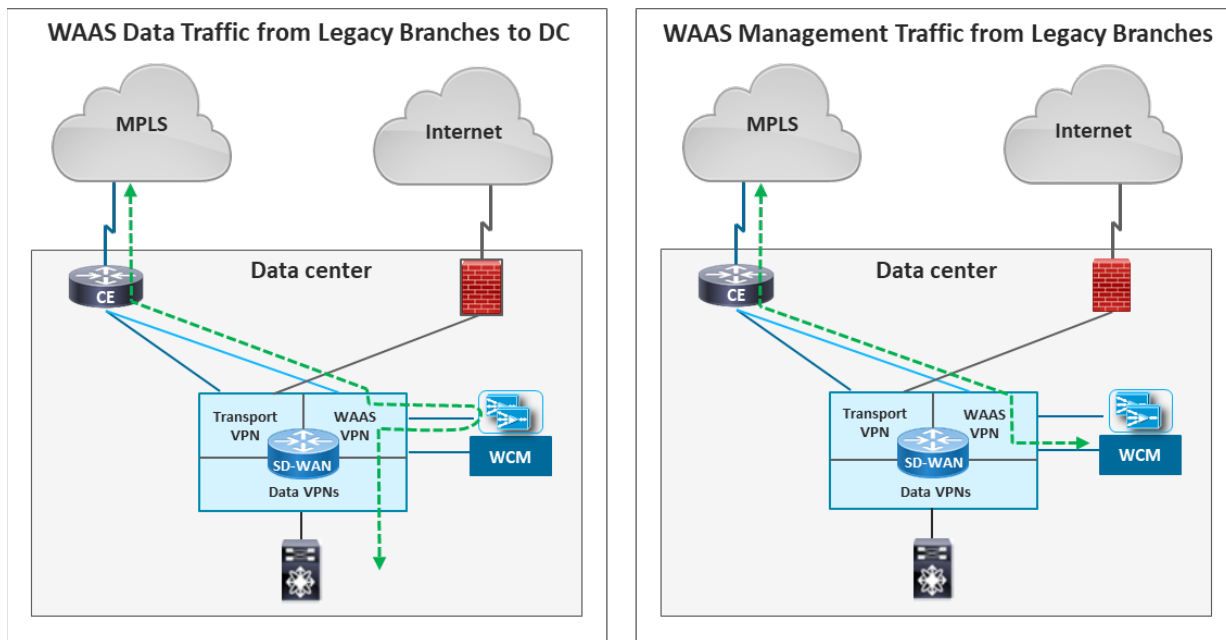 WAAS Data Traffic from Legacy Branches to DC
MPLS
Internet
Data center
CE
Transport
VPN
WAAS
VPN
SD-WAN
Data VPNs
WCM
WAAS Management Traffic from Legacy Branches
MPLS
Internet
Data center
CE
Transport
VPN
WAAS
VPN
SD-WAN
Data VPNs
WCM